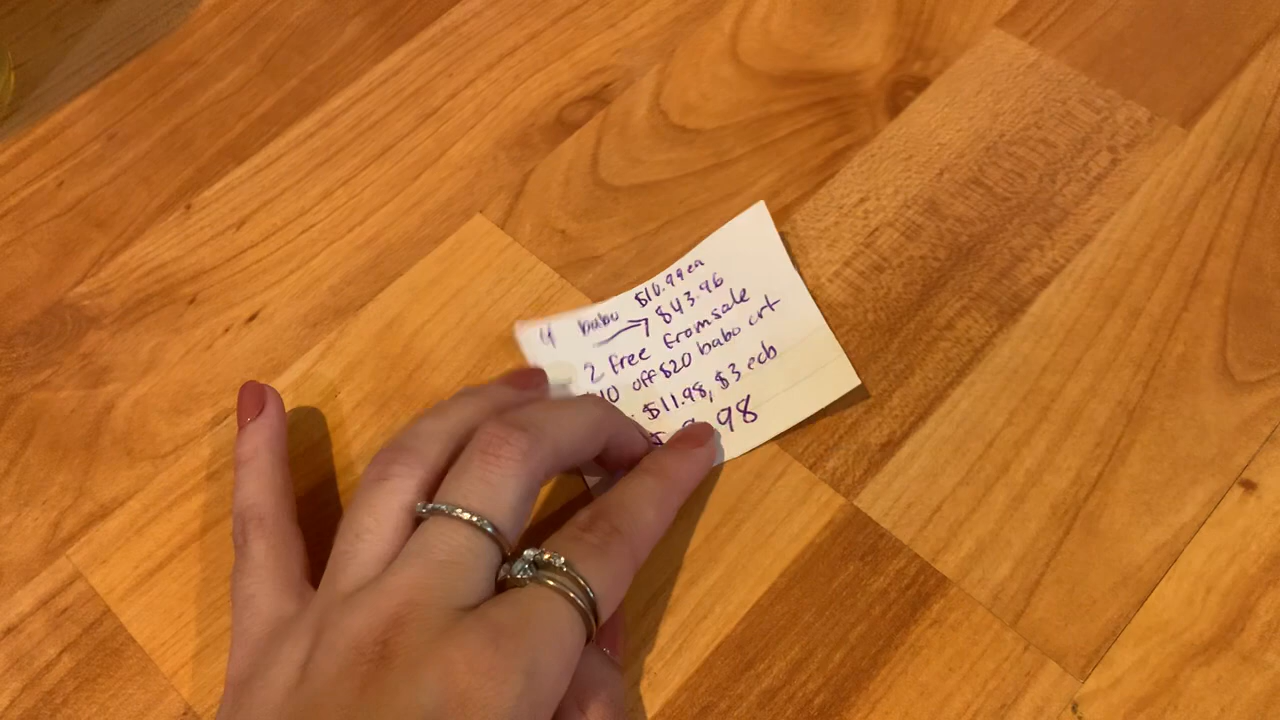 4 babo $10.99 ea
$43.96
2 free from sale
$10 off $20 babo crt
$11.98, $3 ecb
98